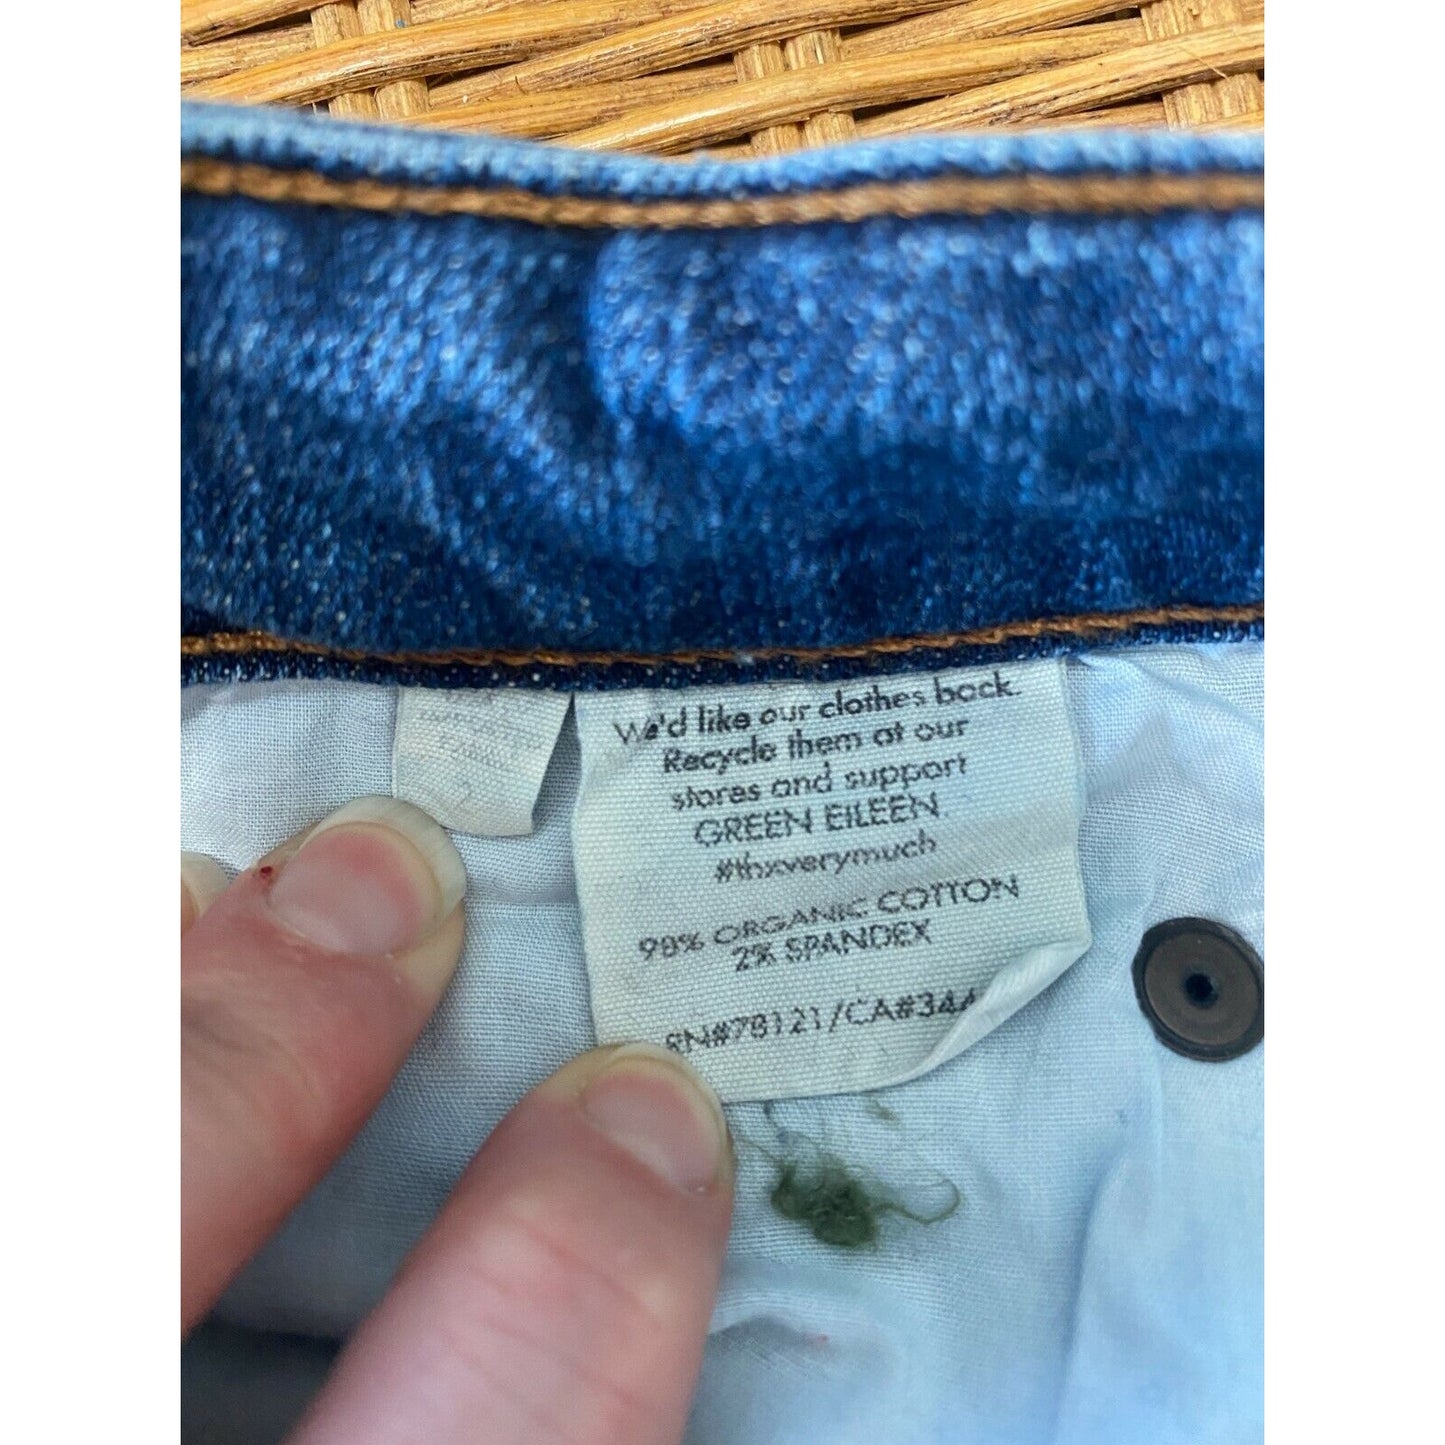 We'd like our clothes back.
Recycle them at our
stores and support
GREEN EILEEN.
#thxverymuch
98% ORGANIC COTTON
2% SPANDEX
RN#78121/CA#344